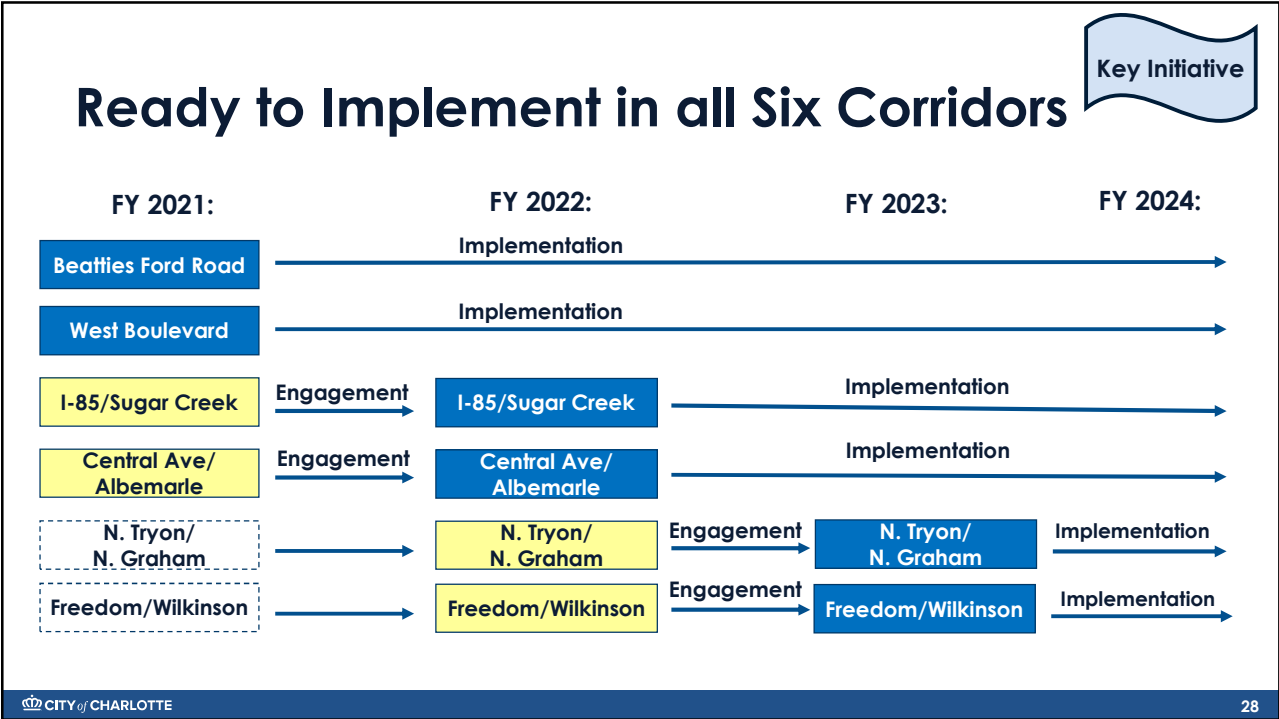 Key Initiative
Ready to Implement in all Six Corridors
FY 2021:
FY 2022:
FY 2023:
FY 2024:
Beatties Ford Road
Implementation
West Boulevard
Implementation
I-85/Sugar Creek
Engagement
I-85/Sugar Creek
Implementation
Central Ave/
Albemarle
Engagement
Central Ave/
Albemarle
Implementation
N. Tryon/
N. Graham
N. Tryon/
N. Graham
Engagement
N. Tryon/
N. Graham
Implementation
Freedom/Wilkinson
Freedom/Wilkinson
Engagement
Freedom/Wilkinson
Implementation
CITY of CHARLOTTE
28